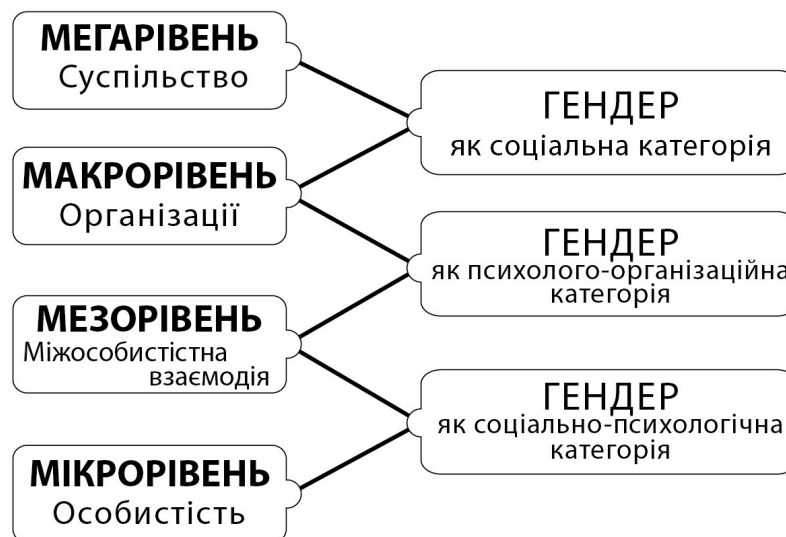 МЕГАРІВЕНЬ
Суспільство
МАКРОРІВЕНЬ
Організації
МЕЗОРІВЕНЬ
Міжособистістна
взаємодія
МІКРОРІВЕНЬ
Особистість
ГЕНДЕР
як соціальна категорія
ГЕНДЕР
як психолого-організаційна
категорія
ГЕНДЕР
як соціально-психологічна
категорія